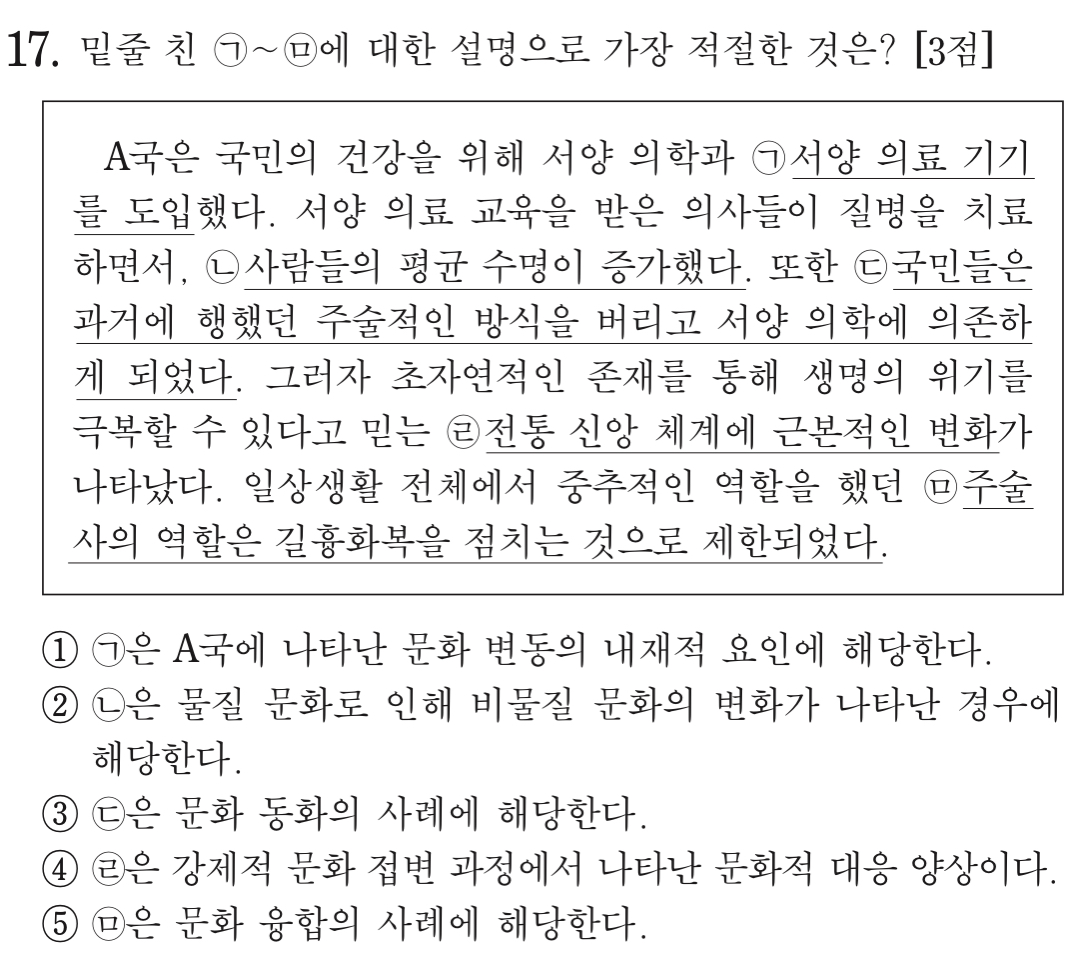 17. 밑줄 친 ㉠~㉤에 대한 설명으로 가장 적절한 것은? [3점]
A국은 국민의 건강을 위해 서양 의학과 ㉠서양 의료 기기
를 도입했다. 서양 의료 교육을 받은 의사들이 질병을 치료
하면서, ㉡사람들의 평균 수명이 증가했다. 또한 ㉢국민들은
과거에 행했던 주술적인 방식을 버리고 서양 의학에 의존하
게 되었다. 그러자 초자연적인 존재를 통해 생명의 위기를
극복할 수 있다고 믿는 ㉣전통 신앙 체계에 근본적인 변화가
나타났다. 일상생활 전체에서 중추적인 역할을 했던 ㉤주술
사의 역할은 길흉화복을 점치는 것으로 제한되었다.
① ㉠은 A국에 나타난 문화 변동의 내재적 요인에 해당한다.
② ㉡은 물질 문화로 인해 비물질 문화의 변화가 나타난 경우에
해당한다.
③ ㉢은 문화 동화의 사례에 해당한다.
④ ㉣은 강제적 문화 접변 과정에서 나타난 문화적 대응 양상이다.
⑤ ㉤은 문화 융합의 사례에 해당한다.